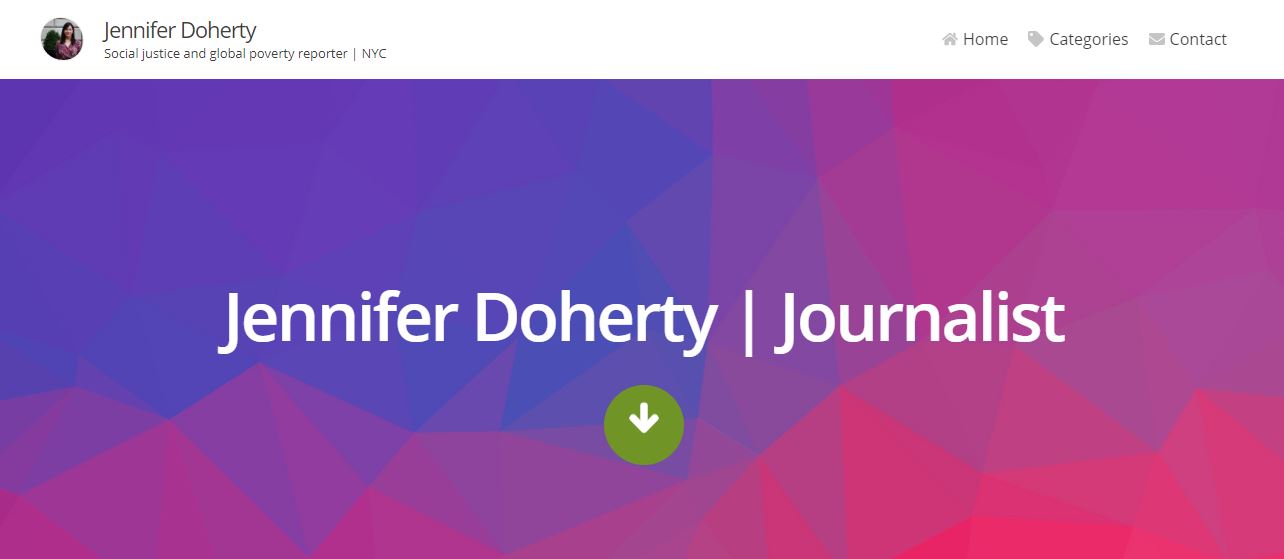 Jennifer Doherty
Social justice and global poverty reporter | NYC
Home Categories Contact
Jennifer Doherty | Journalist